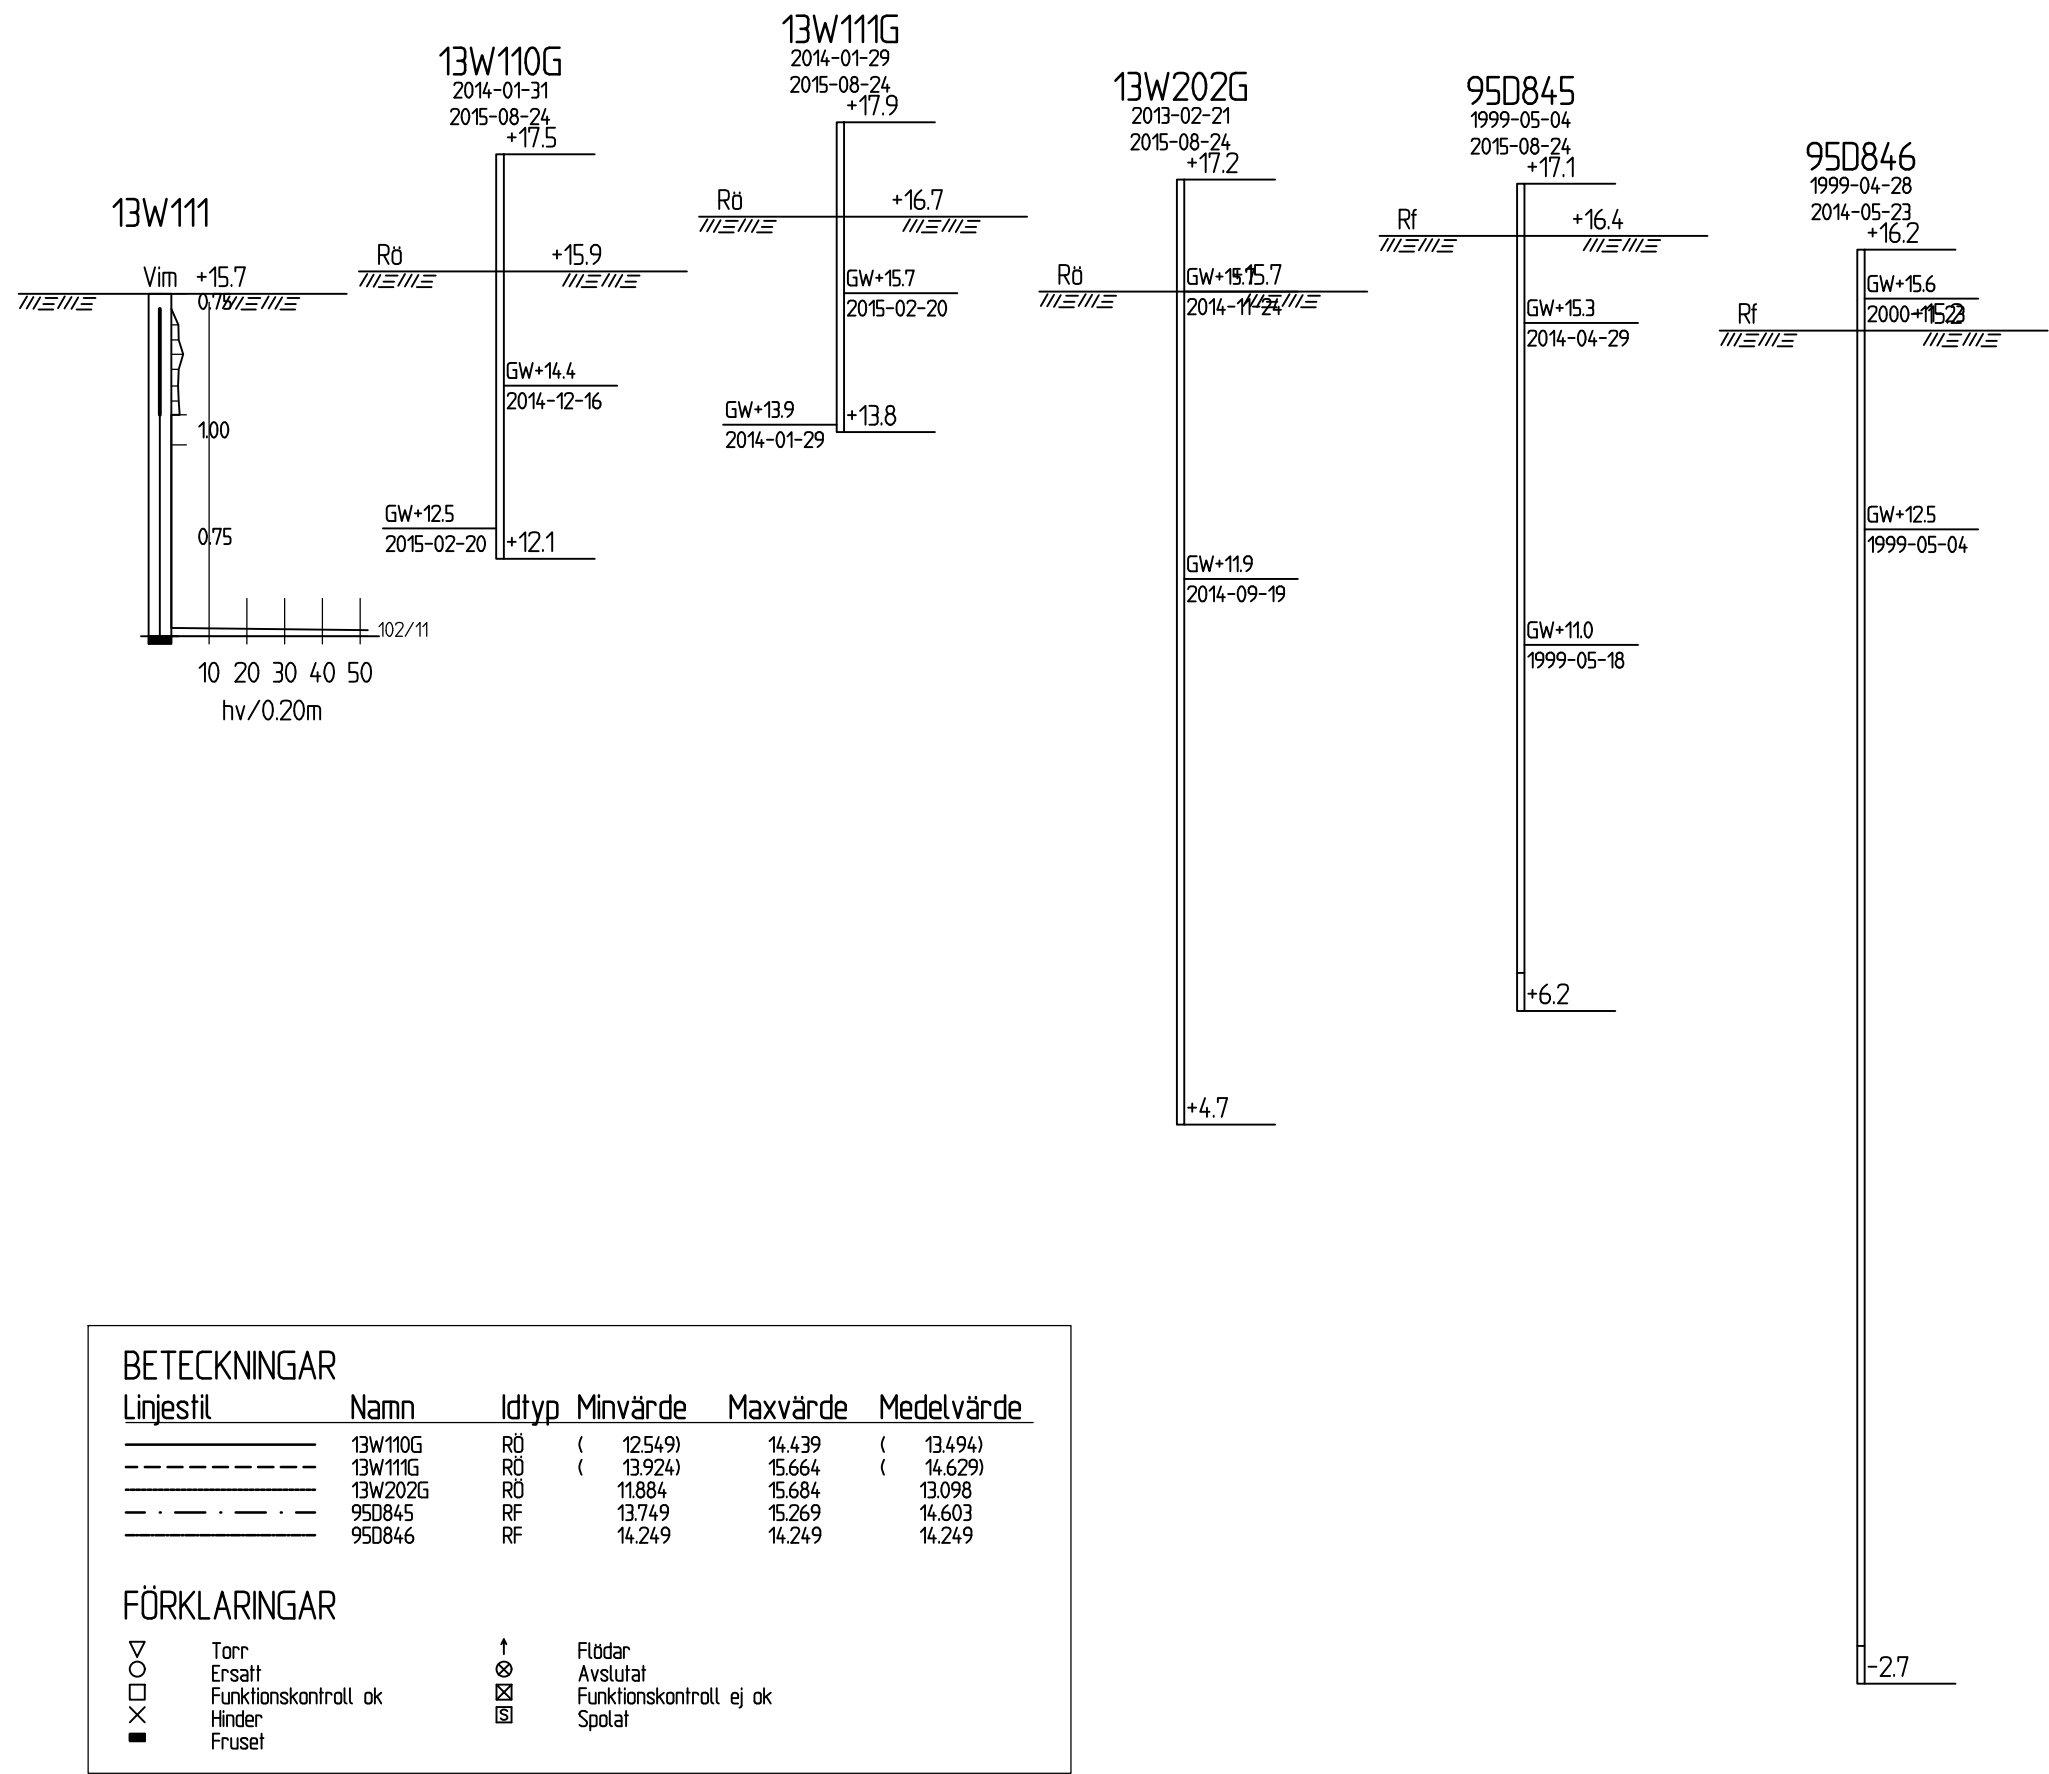 13W111
Vim +15.7
0.75
1.00
0.75
102/11
10 20 30 40 50
hv/0.20m
13W110G
2014-01-31
2015-08-24
+17.5
Rö +15.9
GW+14.4
2014-12-16
GW+12.5
2015-02-20
+12.1
13W111G
2014-01-29
2015-08-24
+17.9
Rö +16.7
GW+15.7
2015-02-20
GW+13.9
2014-01-29
+13.8
13W202G
2013-02-21
2015-08-24
+17.2
Rö GW+15.7 +15.7
2014-11-24
GW+11.9
2014-09-19
+4.7
95D845
1999-05-04
2015-08-24
+17.1
Rf +16.4
GW+15.3
2014-04-29
GW+11.0
1999-05-18
+6.2
95D846
1999-04-28
2014-05-23
+16.2
GW+15.6
Rf
GW+12.5
1999-05-04
-2.7
BETECKNINGAR
Linjestil Namn Idtyp Minvärde Maxvärde Medelvärde
13W110G RÖ ( 12.549) 14.439 ( 13.494)
13W111G RÖ ( 13.924) 15.664 ( 14.629)
13W202G RÖ 11.884 15.684 13.098
95D845 RF 13.749 15.269 14.603
95D846 RF 14.249 14.249 14.249
FÖRKLARINGAR
Torr Flödar
Ersatt Avslutat
Funktionskontroll ok Funktionskontroll ej ok
Hinder S Spolat
Fruset